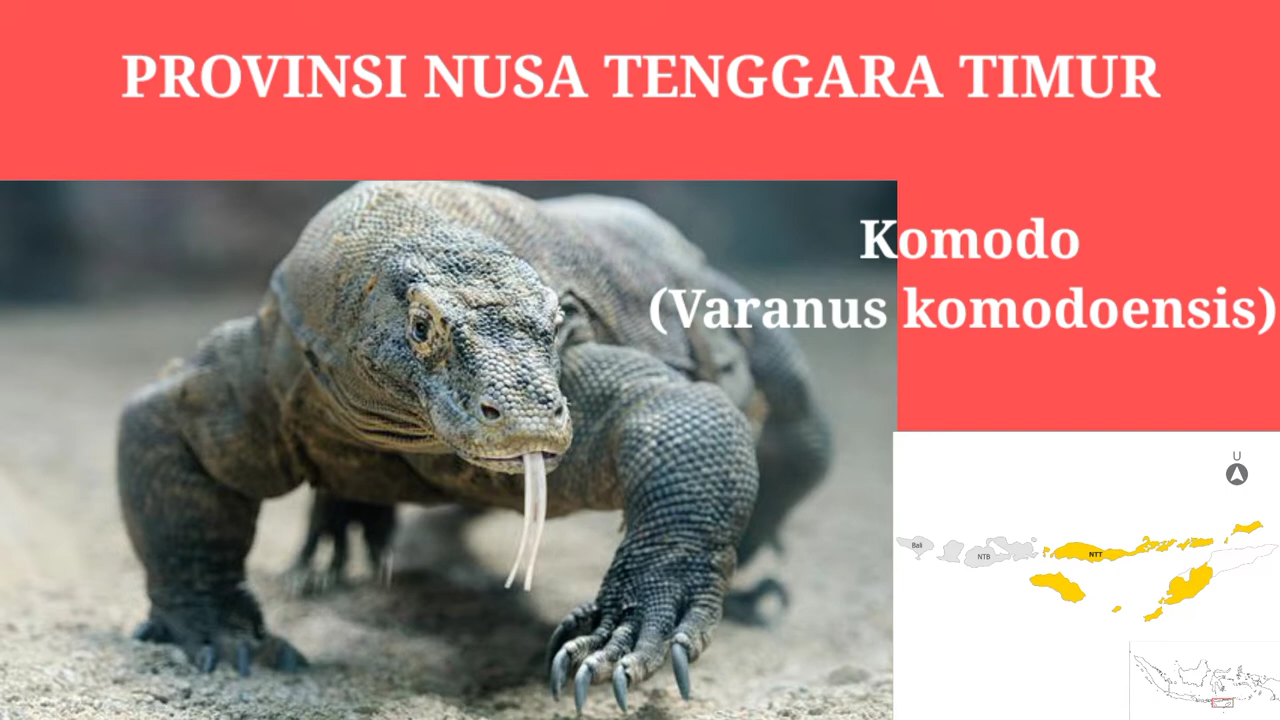 PROVINSI NUSA TENGGARA TIMUR
Komodo
(Varanus komodoensis)
U
Bali
NTB
NTT